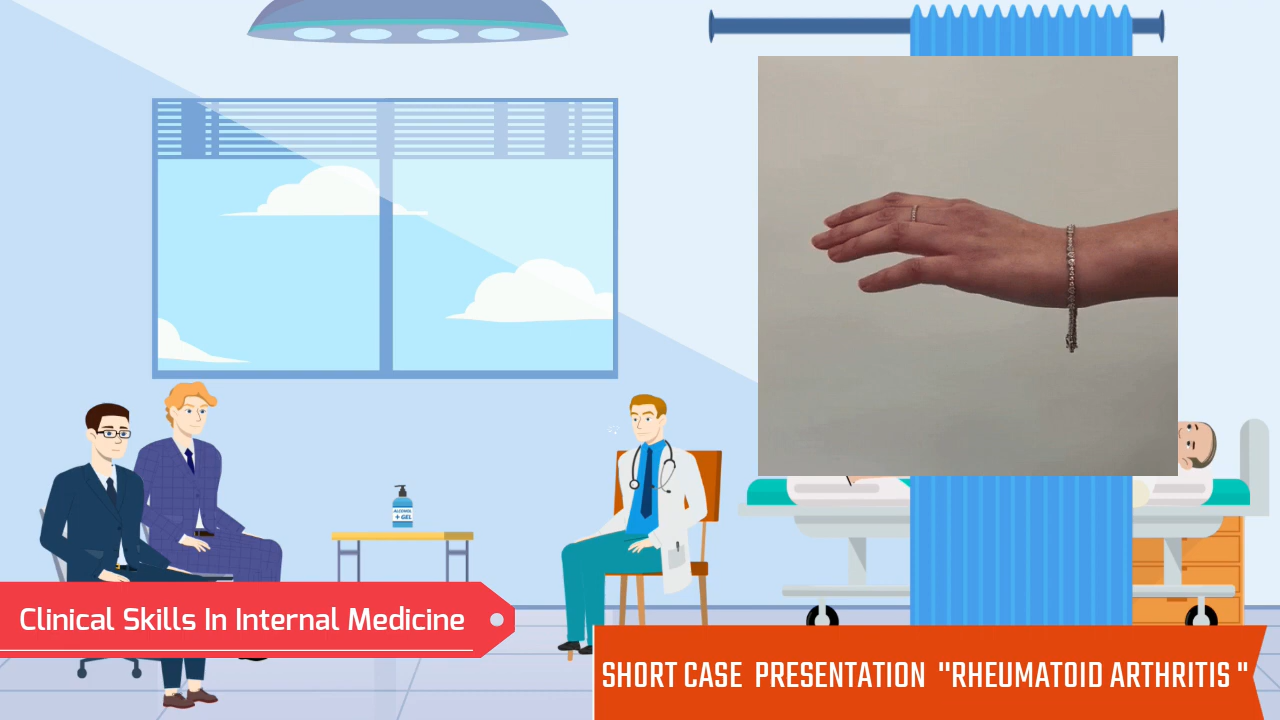 ALCOHOL
+ GEL
Clinical Skills In Internal Medicine
SHORT CASE PRESENTATION "RHEUMATOID ARTHRITIS "